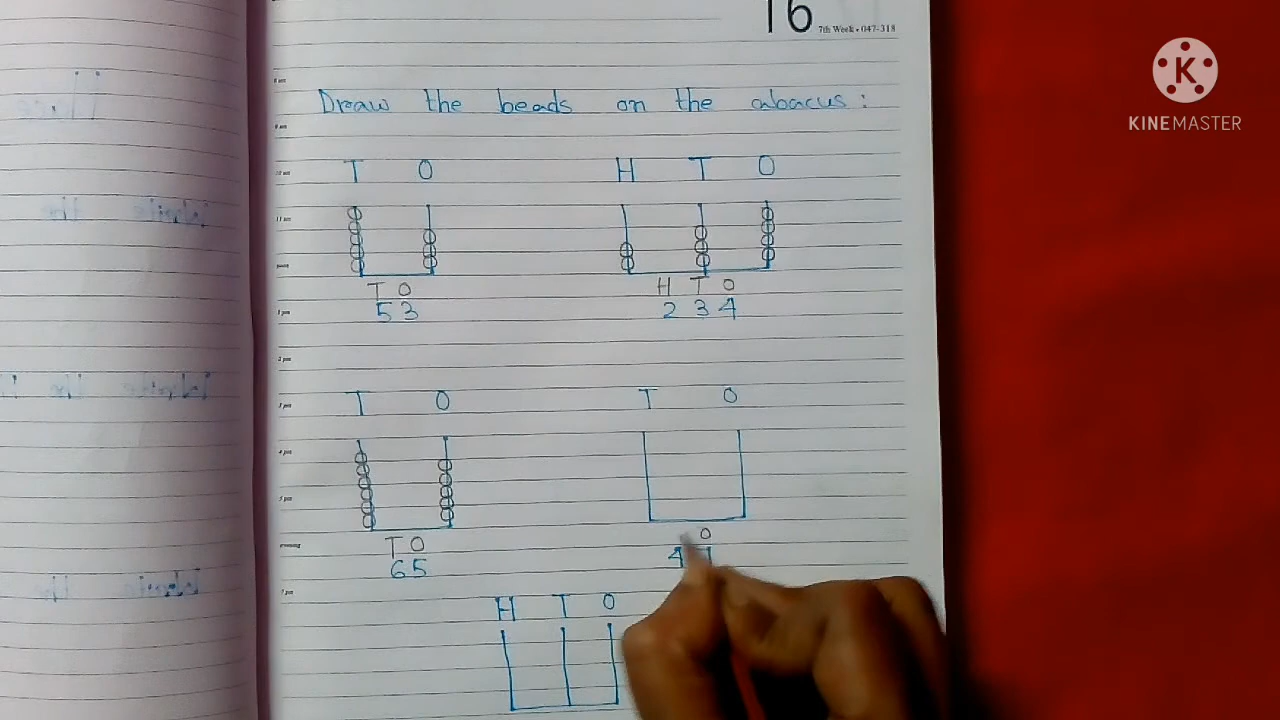 16
7th Week • 047-318
Draw the beads on the abacus :
T O H T O
T O H T O
5 3 2 3 4
T O T O
T O O
6 5 4
H T O
K
KINEMASTER